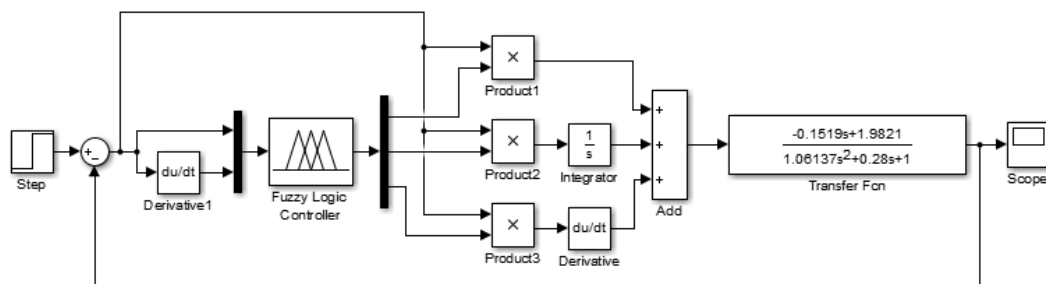 Step
+
−
du/dt
Derivative1
Fuzzy Logic
Controller
×
Product1
×
Product2
×
Product3
1
s
Integrator
du/dt
Derivative
+
+
+
Add
-0.1519s+1.9821
1.06137s²+0.28s+1
Transfer Fcn
Scope